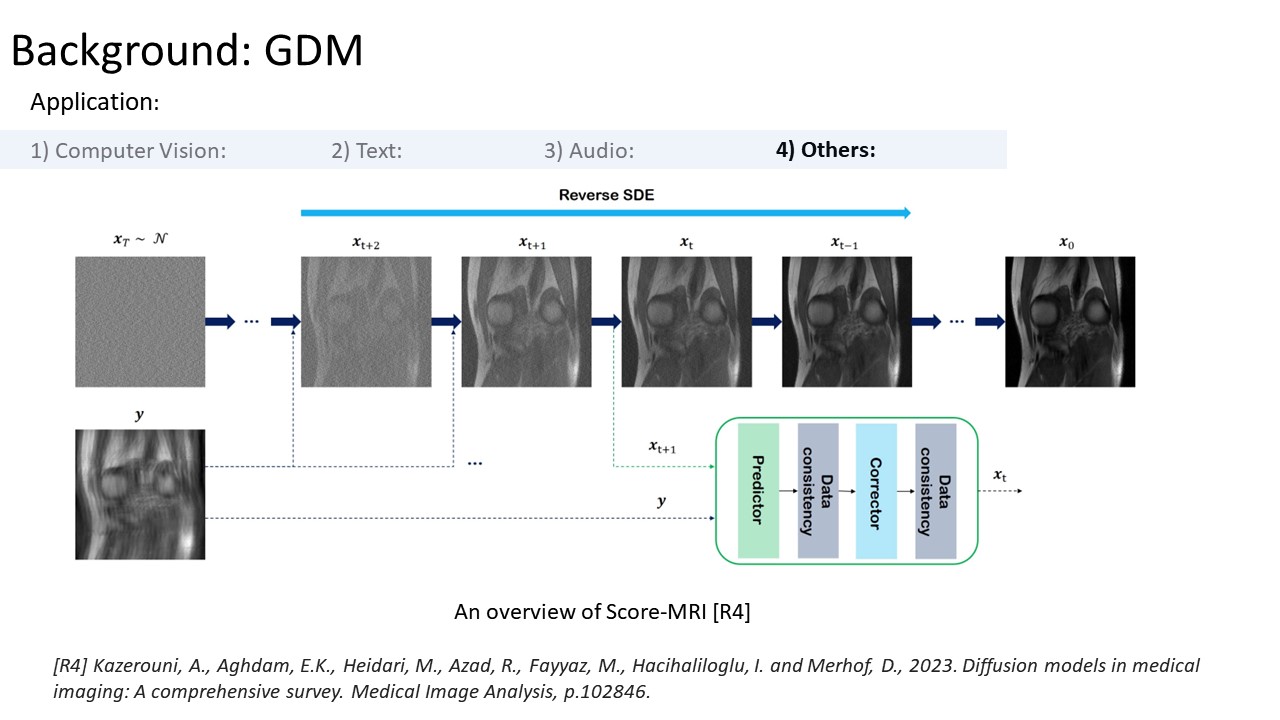 Background: GDM
Application:
1) Computer Vision: 2) Text: 3) Audio: 4) Others:
Reverse SDE
x_T ~ 𝒩 x_{t+2} x_{t+1} x_t x_{t−1} x_0
... ...
y
x_{t+1}
...
y
Predictor
Data consistency
Corrector
Data consistency
x_t
An overview of Score-MRI [R4]
[R4] Kazerouni, A., Aghdam, E.K., Heidari, M., Azad, R., Fayyaz, M., Hacihaliloglu, I. and Merhof, D., 2023. Diffusion models in medical
imaging: A comprehensive survey. Medical Image Analysis, p.102846.